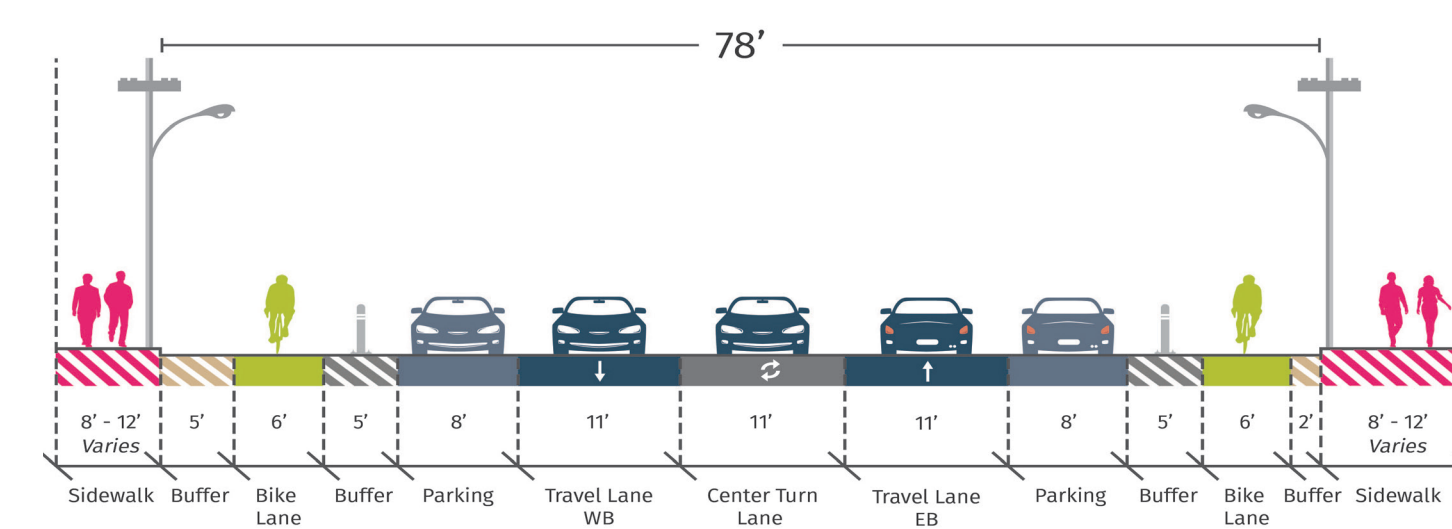 78’
8’ - 12’ 5’ 6’ 5’ 8’ 11’ 11’ 11’ 8’ 5’ 6’ 2’ 8’ - 12’
Varies Varies
Sidewalk Buffer Bike Buffer Parking Travel Lane Center Turn Travel Lane Parking Buffer Bike Buffer Sidewalk
Lane WB Lane EB Lane